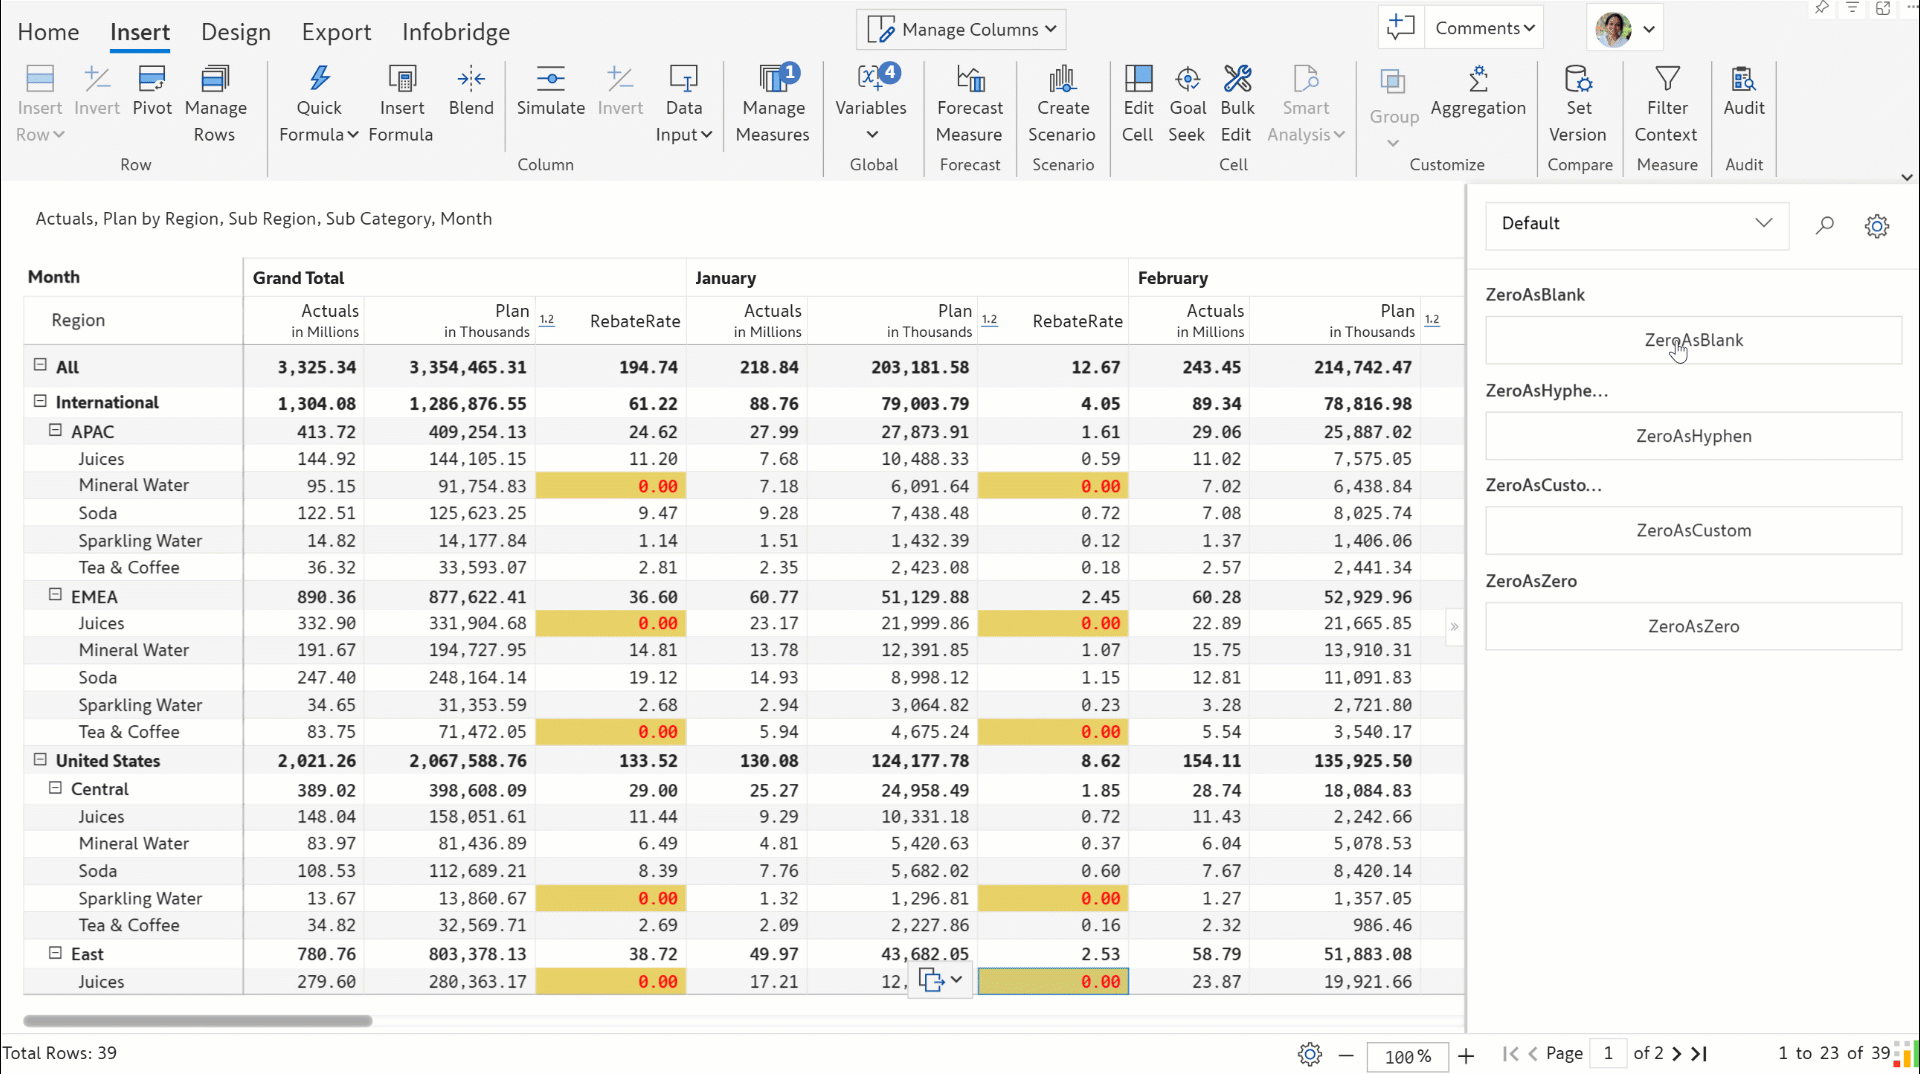 Home Insert Design Export Infobridge Manage Columns Comments
Insert Row Invert Pivot Manage Rows Quick Formula Insert Formula Blend Simulate Invert Data Input Manage Measures 1 Variables 4 Forecast Measure Create Scenario Edit Cell Goal Seek Bulk Edit Smart Analysis Group Aggregation Set Version Filter Context Audit
Row Column Global Forecast Scenario Cell Customize Compare Measure Audit
Actuals, Plan by Region, Sub Region, Sub Category, Month
Month Grand Total January February
Region Actuals in Millions Plan in Thousands 1.2 RebateRate Actuals in Millions Plan in Thousands 1.2 RebateRate Actuals in Millions Plan in Thousands 1.2
All 3,325.34 3,354,465.31 194.74 218.84 203,181.58 12.67 243.45 214,742.47
International 1,304.08 1,286,876.55 61.22 88.76 79,003.79 4.05 89.34 78,816.98
APAC 413.72 409,254.13 24.62 27.99 27,873.91 1.61 29.06 25,887.02
Juices 144.92 144,105.15 11.20 7.68 10,488.33 0.59 11.02 7,575.05
Mineral Water 95.15 91,754.83 0.00 7.18 6,091.64 0.00 7.02 6,438.84
Soda 122.51 125,623.25 9.47 9.28 7,438.48 0.72 7.08 8,025.74
Sparkling Water 14.82 14,177.84 1.14 1.51 1,432.39 0.12 1.37 1,406.06
Tea & Coffee 36.32 33,593.07 2.81 2.35 2,423.08 0.18 2.57 2,441.34
EMEA 890.36 877,622.41 36.60 60.77 51,129.88 2.45 60.28 52,929.96
Juices 332.90 331,904.68 0.00 23.17 21,999.86 0.00 22.89 21,665.85
Mineral Water 191.67 194,727.95 14.81 13.78 12,391.85 1.07 15.75 13,910.31
Soda 247.40 248,164.14 19.12 14.93 8,998.12 1.15 12.81 11,091.83
Sparkling Water 34.65 31,353.59 2.68 2.94 3,064.82 0.23 3.28 2,721.80
Tea & Coffee 83.75 71,472.05 0.00 5.94 4,675.24 0.00 5.54 3,540.17
United States 2,021.26 2,067,588.76 133.52 130.08 124,177.78 8.62 154.11 135,925.50
Central 389.02 398,608.09 29.00 25.27 24,958.49 1.85 28.74 18,084.83
Juices 148.04 158,051.61 11.44 9.29 10,331.18 0.72 11.43 2,242.66
Mineral Water 83.97 81,436.89 6.49 4.81 5,420.63 0.37 6.04 5,078.53
Soda 108.53 112,689.21 8.39 7.76 5,682.02 0.60 7.67 8,420.14
Sparkling Water 13.67 13,860.67 0.00 1.32 1,296.81 0.00 1.27 1,357.05
Tea & Coffee 34.82 32,569.71 2.69 2.09 2,227.86 0.16 2.32 986.46
East 780.76 803,378.13 38.72 49.97 43,682.05 2.53 58.79 51,883.08
Juices 279.60 280,363.17 0.00 17.21 12, 0.00 23.87 19,921.66
Default
ZeroAsBlank
ZeroAsBlank
ZeroAsHyphe...
ZeroAsHyphen
ZeroAsCusto...
ZeroAsCustom
ZeroAsZero
ZeroAsZero
Total Rows: 39 100% Page 1 of 2 1 to 23 of 39